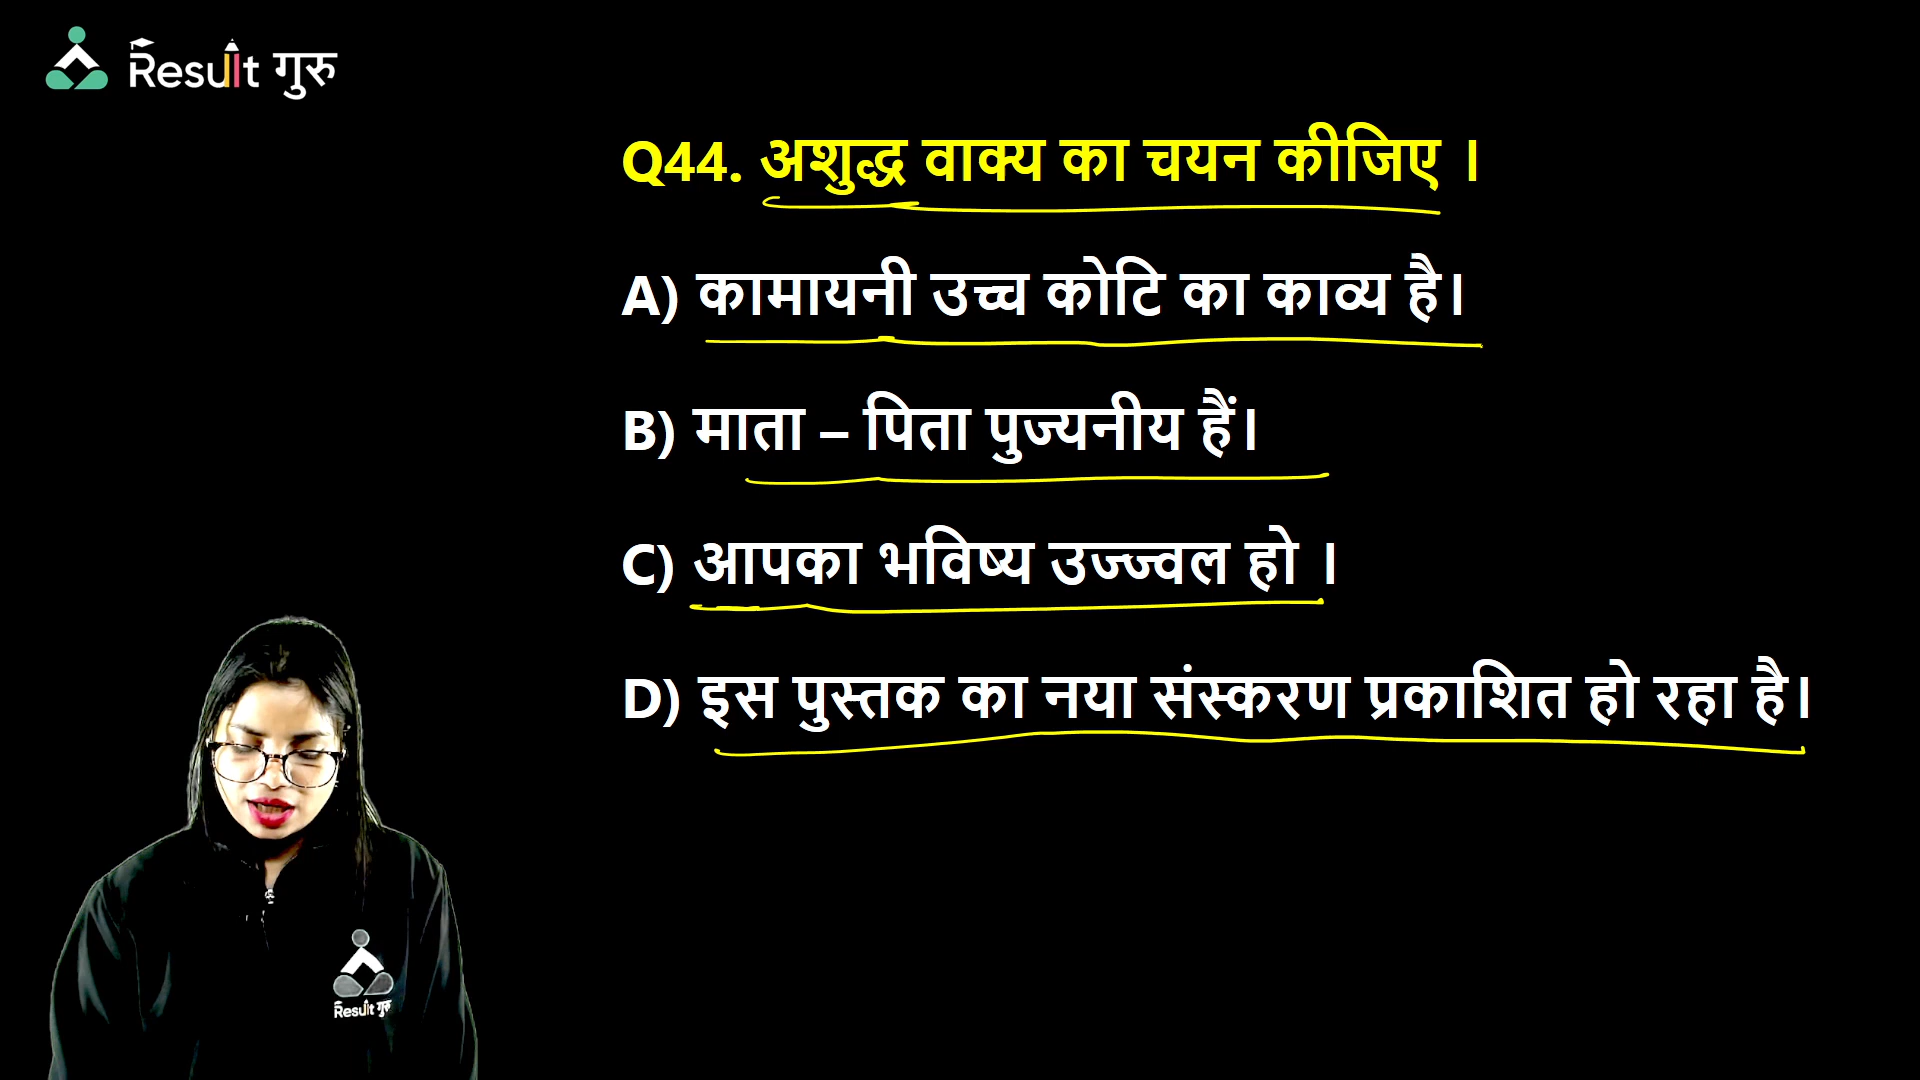 Result गुरु
Q44. अशुद्ध वाक्य का चयन कीजिए ।
A) कामायनी उच्च कोटि का काव्य है।
B) माता – पिता पुज्यनीय हैं।
C) आपका भविष्य उज्ज्वल हो ।
D) इस पुस्तक का नया संस्करण प्रकाशित हो रहा है।
Result गुरु